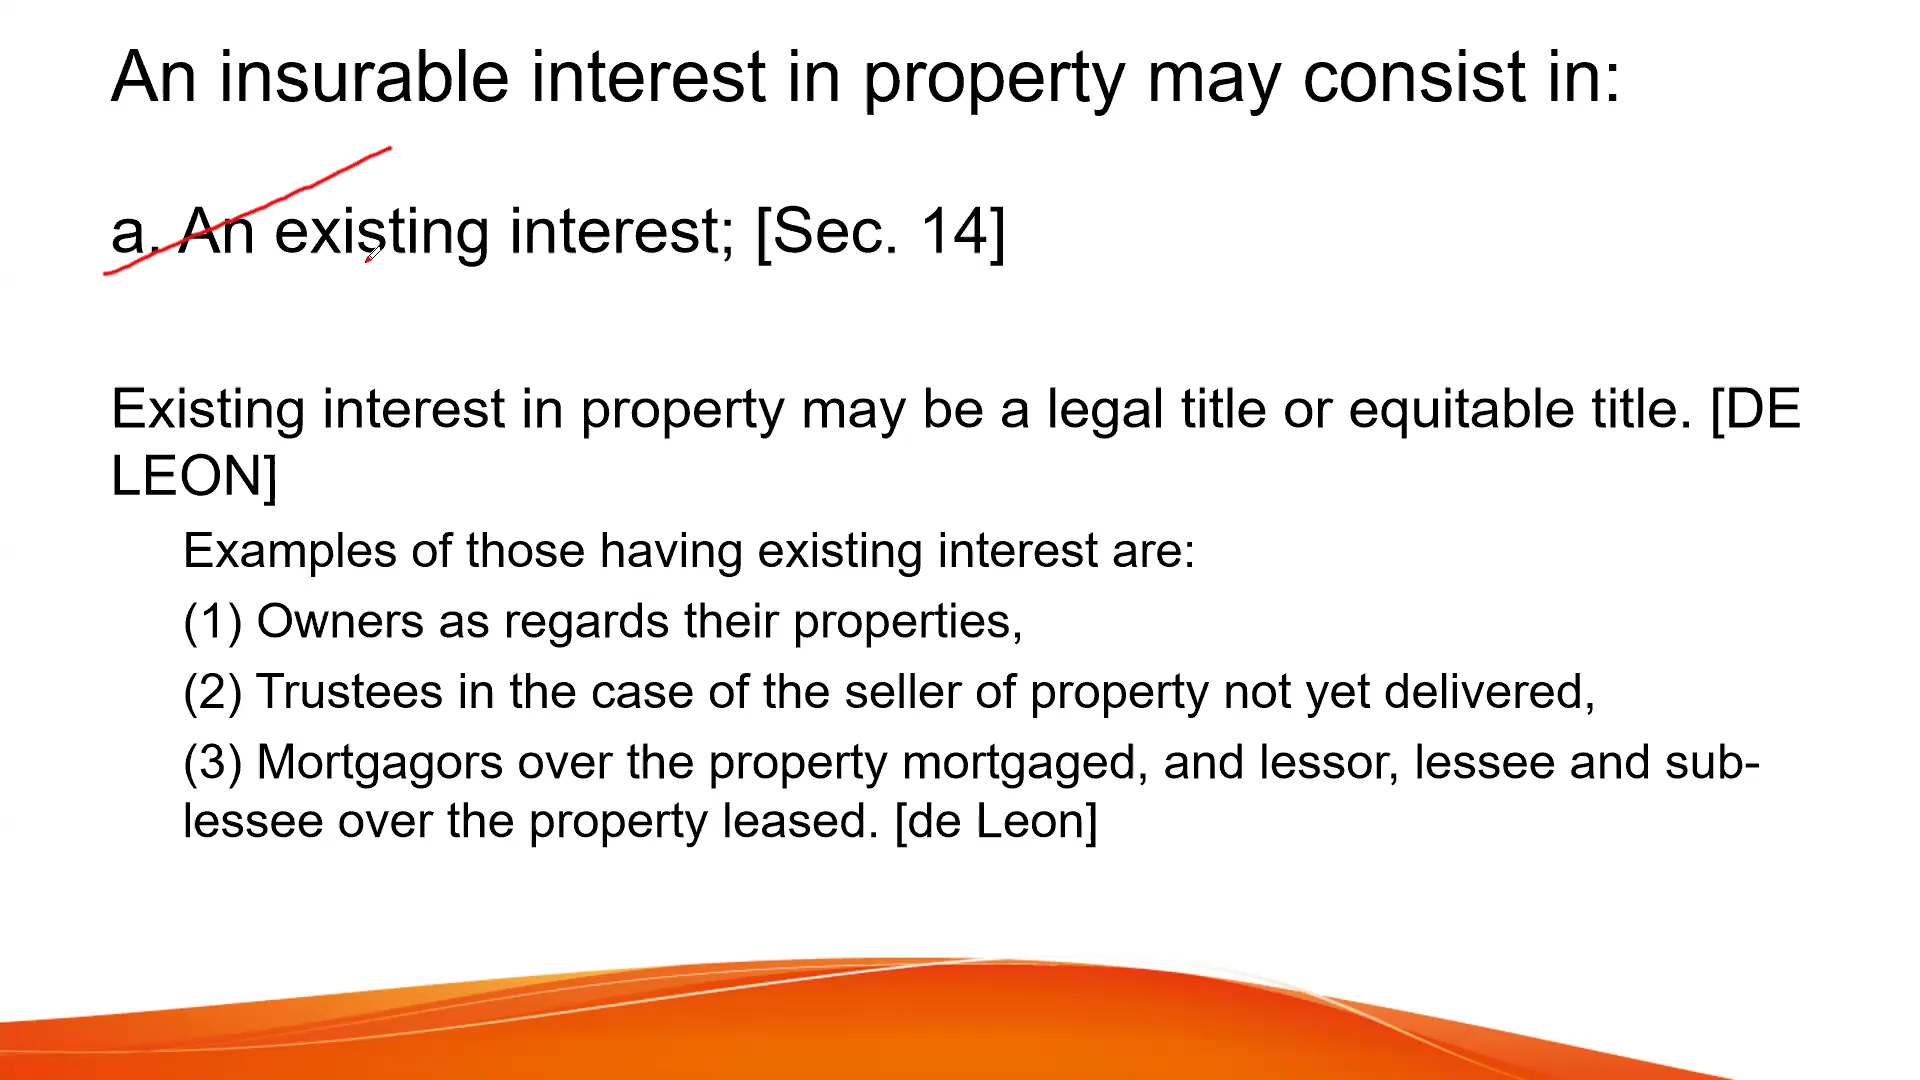 An insurable interest in property may consist in:
a. An existing interest; [Sec. 14]
Existing interest in property may be a legal title or equitable title. [DE
LEON]
Examples of those having existing interest are:
(1) Owners as regards their properties,
(2) Trustees in the case of the seller of property not yet delivered,
(3) Mortgagors over the property mortgaged, and lessor, lessee and sub-
lessee over the property leased. [de Leon]